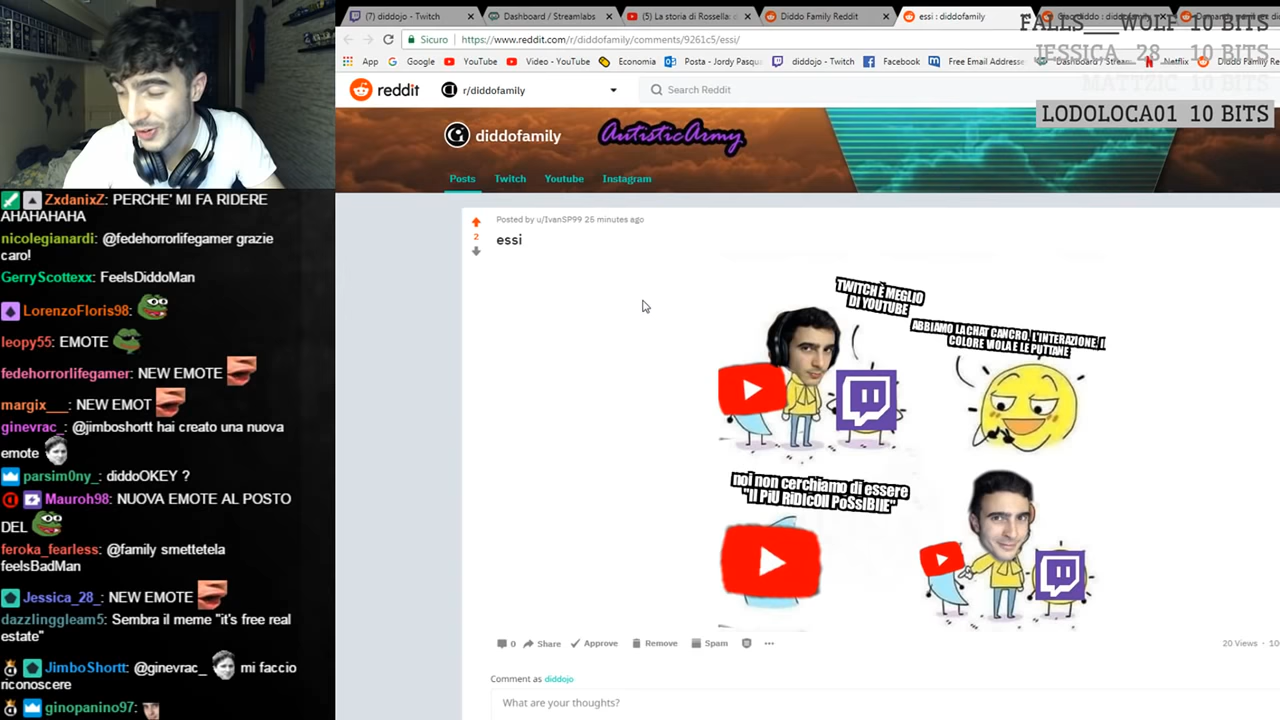 (7) diddojo - Twitch
Dashboard / Streamlabs
(5) La storia di Rossella:
Diddo Family Reddit
essi : diddofamily
FALLS___WOLF 10 BITS
JESSICA_28_ 10 BITS
MATTZIC 10 BITS
LODOLOCA01 10 BITS
Sicuro https://www.reddit.com/r/diddofamily/comments/9261c5/essi/
App Google YouTube Video - YouTube Economia Posta - Jordy Pasqu diddojo - Twitch Facebook Free Email Addresse Netflix Diddo Family Re
reddit r/diddofamily Search Reddit
diddofamily AutisticArmy.
Posts Twitch Youtube Instagram
Posted by u/IvanSP99 25 minutes ago
2
essi
TWITCH È MEGLIO
DI YOUTUBE
ABBIAMO LA CHAT CANCRO, L'INTERAZIONE, I
COLORE VIOLA E LE PUTTANE
noi non cerchiamo di essere
"Il PiU RiDIcOlI PoSsIBIlE"
0 Share Approve Remove Spam ...
20 Views
Comment as diddojo
What are your thoughts?
ZxdanixZ: PERCHE' MI FA RIDERE
AHAHAHAHA
nicolegianardi: @fedehorrorlifegamer grazie
caro!
GerryScottexx: FeelsDiddoMan
LorenzoFloris98:
leopy55: EMOTE
fedehorrorlifegamer: NEW EMOTE
margix___: NEW EMOT
ginevrac_: @jimboshortt hai creato una nuova
emote
parsim0ny_: diddoOKEY ?
Mauroh98: NUOVA EMOTE AL POSTO
DEL
feroka_fearless: @family smettetela
feelsBadMan
Jessica_28_: NEW EMOTE
dazzlinggleam5: Sembra il meme "it's free real
estate"
JimboShortt: @ginevrac_ mi faccio
riconoscere
ginopanino97: